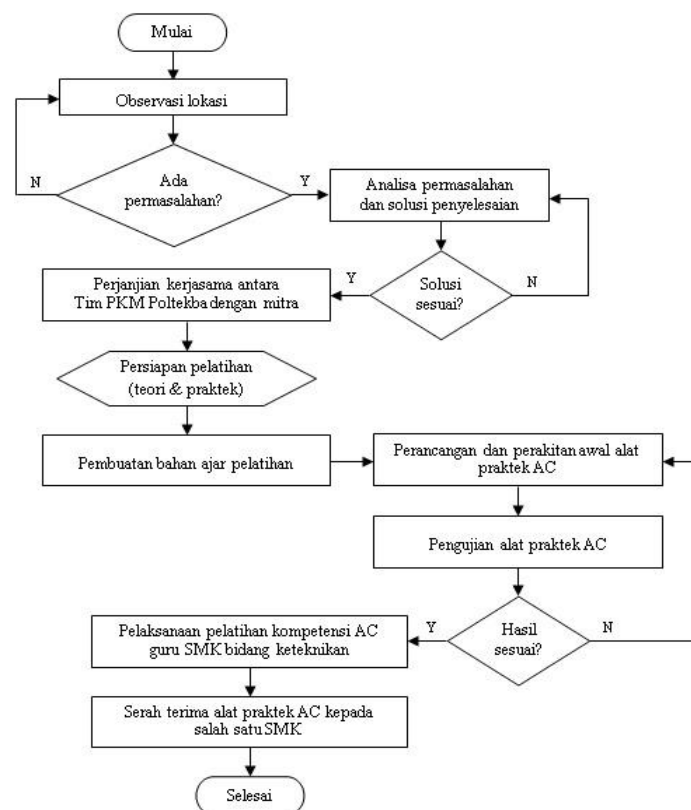 Mulai
Observasi lokasi
Ada
permasalahan?
N
Y
Analisa permasalahan
dan solusi penyelesaian
Solusi
sesuai?
Y
N
Perjanjian kerjasama antara
Tim PKM Poltekba dengan mitra
Persiapan pelatihan
(teori & praktek)
Pembuatan bahan ajar pelatihan
Perancangan dan perakitan awal alat
praktek AC
Pengujian alat praktek AC
Hasil
sesuai?
Y
N
Pelaksanaan pelatihan kompetensi AC
guru SMK bidang keteknikan
Serah terima alat praktek AC kepada
salah satu SMK
Selesai